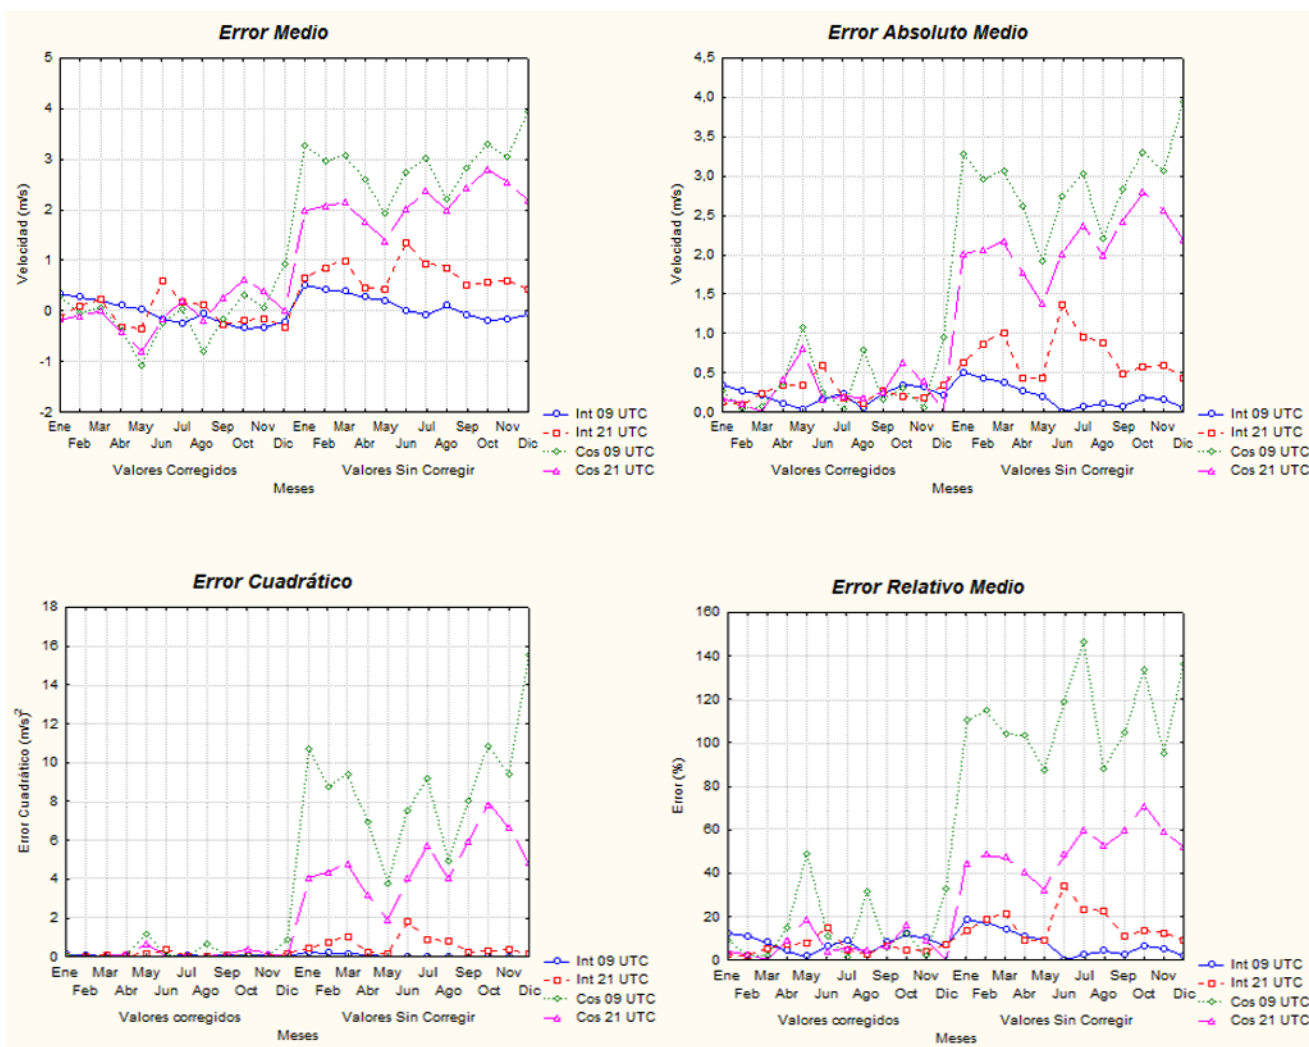 Error Medio
5
4
3
2
1
0
-1
-2
Velocidad (m/s)
Ene Mar May Jul Sep Nov Ene Mar May Jul Sep Nov
Feb Abr Jun Ago Oct Dic Feb Abr Jun Ago Oct Dic
Valores Corregidos Valores Sin Corregir
Meses
Int 09 UTC
Int 21 UTC
Cos 09 UTC
Cos 21 UTC
Error Absoluto Medio
4,5
4,0
3,5
3,0
2,5
2,0
1,5
1,0
0,5
0,0
Velocidad (m/s)
Ene Mar May Jul Sep Nov Ene Mar May Jul Sep Nov
Feb Abr Jun Ago Oct Dic Feb Abr Jun Ago Oct Dic
Valores Corregidos Valores Sin Corregir
Meses
Int 09 UTC
Int 21 UTC
Cos 09 UTC
Cos 21 UTC
Error Cuadrático
18
16
14
12
10
8
6
4
2
0
Error Cuadrático (m/s)²
Ene Mar May Jul Sep Nov Ene Mar May Jul Sep Nov
Feb Abr Jun Ago Oct Dic Feb Abr Jun Ago Oct Dic
Valores corregidos Valores Sin Corregir
Meses
Int 09 UTC
Int 21 UTC
Cos 09 UTC
Cos 21 UTC
Error Relativo Medio
160
140
120
100
80
60
40
20
0
Error (%)
Ene Mar May Jul Sep Nov Ene Mar May Jul Sep Nov
Feb Abr Jun Ago Oct Dic Feb Abr Jun Ago Oct Dic
Valores corregidos Valores Sin Corregir
Meses
Int 09 UTC
Int 21 UTC
Cos 09 UTC
Cos 21 UTC